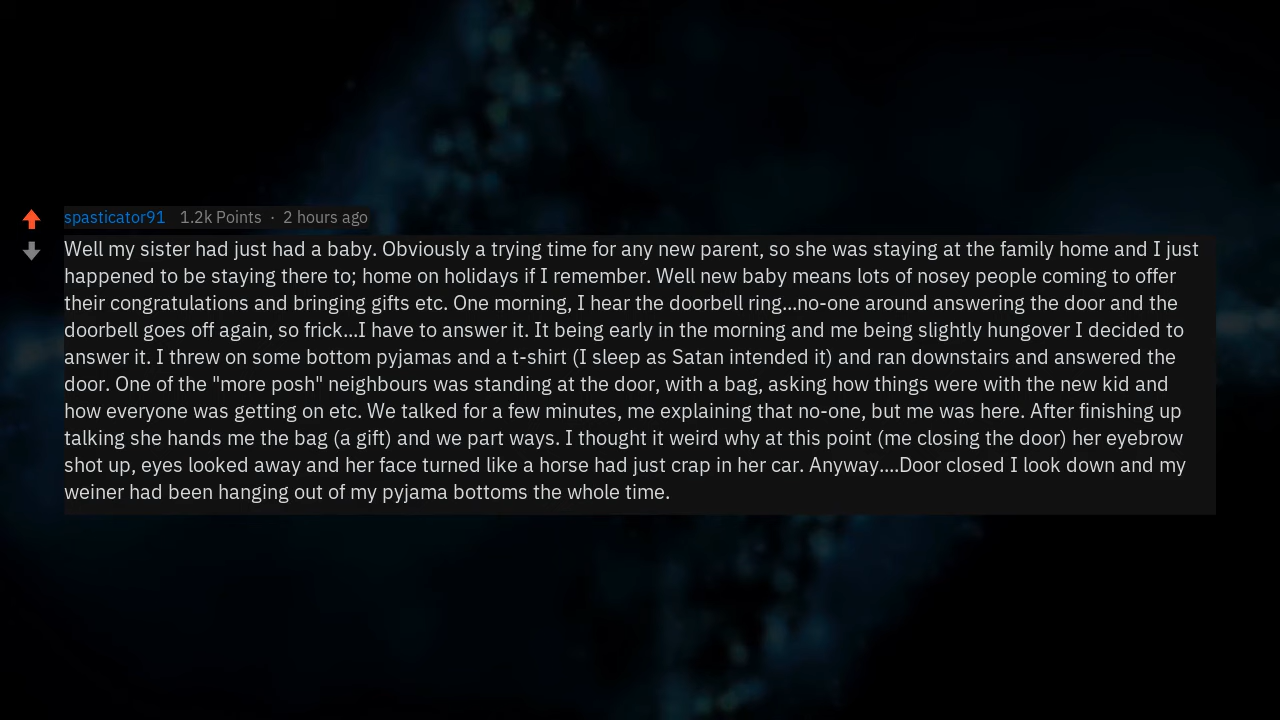 spasticator91 1.2k Points · 2 hours ago
Well my sister had just had a baby. Obviously a trying time for any new parent, so she was staying at the family home and I just
happened to be staying there to; home on holidays if I remember. Well new baby means lots of nosey people coming to offer
their congratulations and bringing gifts etc. One morning, I hear the doorbell ring...no-one around answering the door and the
doorbell goes off again, so frick...I have to answer it. It being early in the morning and me being slightly hungover I decided to
answer it. I threw on some bottom pyjamas and a t-shirt (I sleep as Satan intended it) and ran downstairs and answered the
door. One of the "more posh" neighbours was standing at the door, with a bag, asking how things were with the new kid and
how everyone was getting on etc. We talked for a few minutes, me explaining that no-one, but me was here. After finishing up
talking she hands me the bag (a gift) and we part ways. I thought it weird why at this point (me closing the door) her eyebrow
shot up, eyes looked away and her face turned like a horse had just crap in her car. Anyway....Door closed I look down and my
weiner had been hanging out of my pyjama bottoms the whole time.